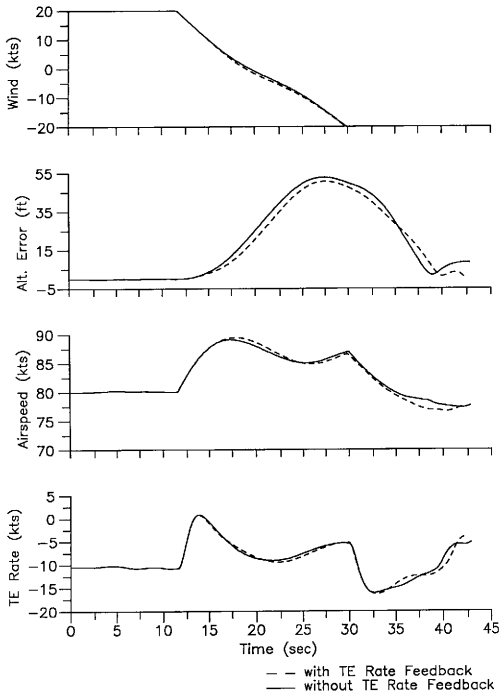 20
10
0
−10
−20
Wind (kts)
55
35
15
−5
Alt. Error (ft)
90
80
70
Airspeed (kts)
5
0
−5
−10
−15
−20
TE Rate (kts)
0 5 10 15 20 25 30 35 40 45
Time (sec)
with TE Rate Feedback
without TE Rate Feedback